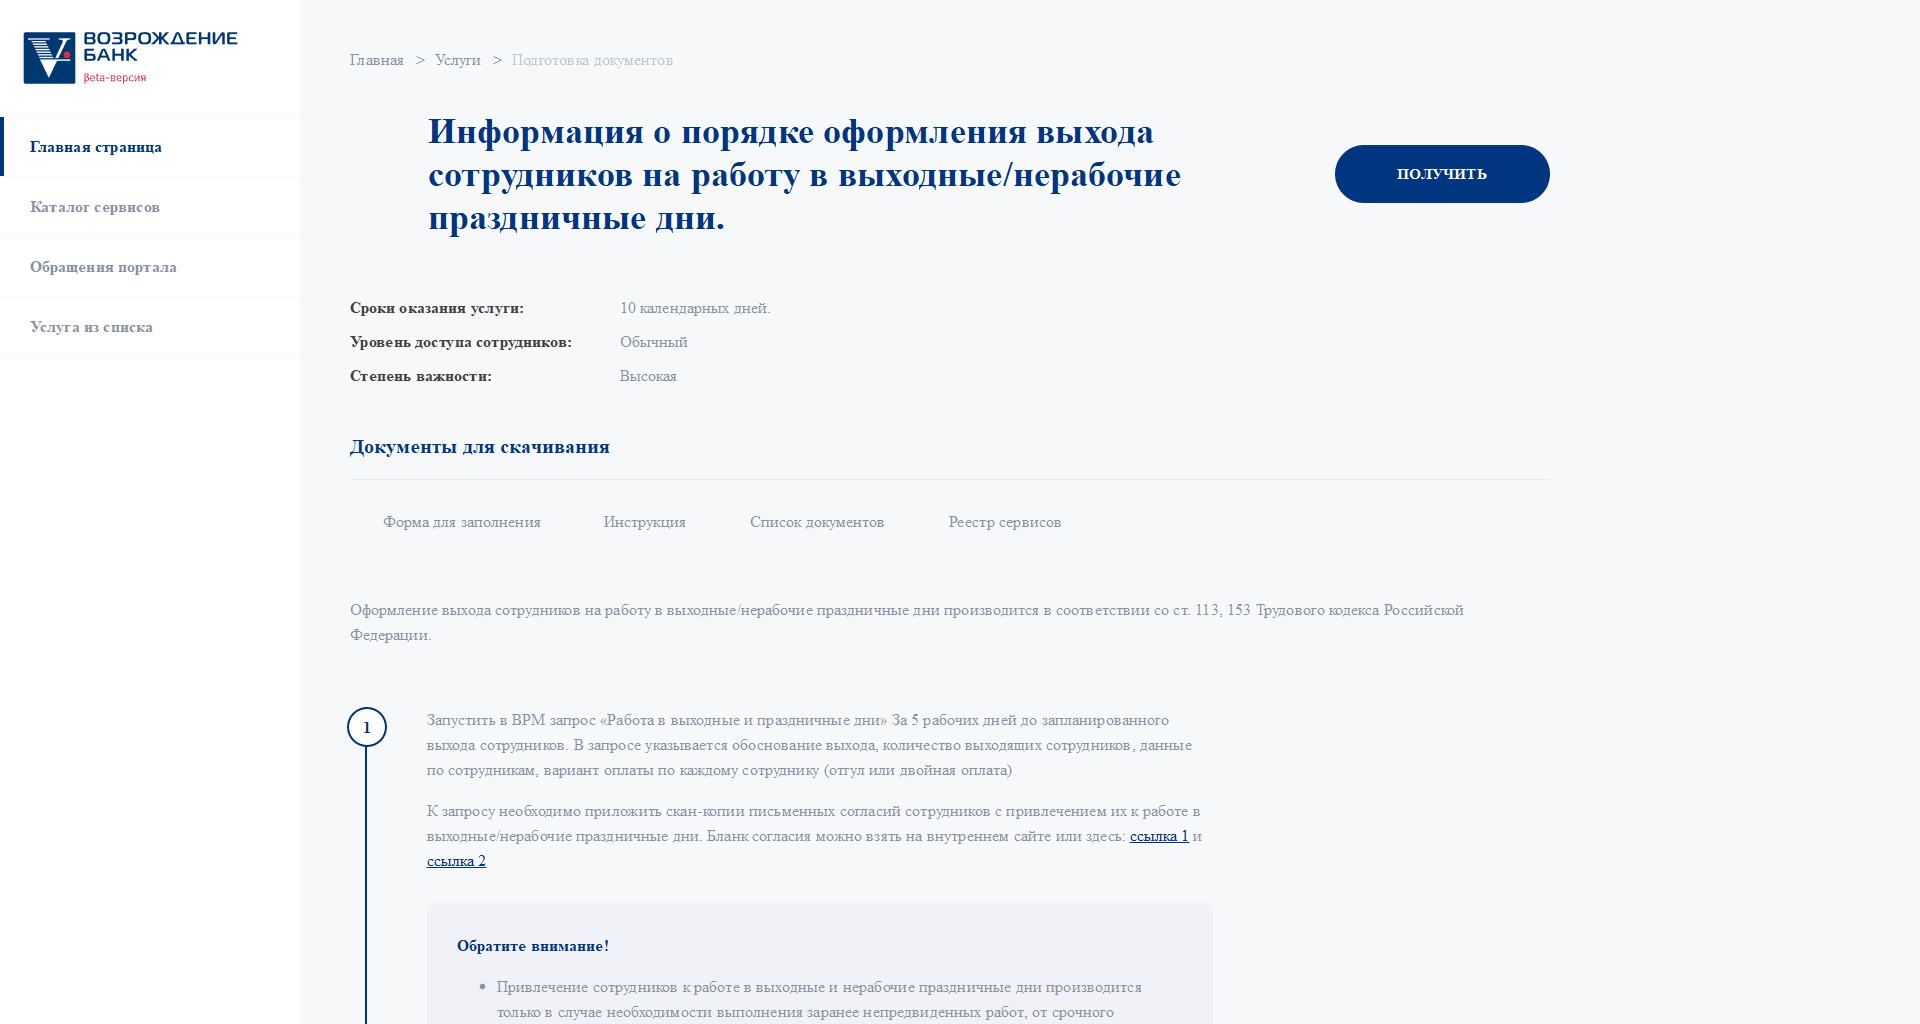 ВОЗРОЖДЕНИЕ
БАНК
βeta-версия
Главная страница
Каталог сервисов
Обращения портала
Услуга из списка
Главная > Услуги > Подготовка документов
Информация о порядке оформления выхода
сотрудников на работу в выходные/нерабочие
праздничные дни.
ПОЛУЧИТЬ
Сроки оказания услуги: 10 календарных дней.
Уровень доступа сотрудников: Обычный
Степень важности: Высокая
Документы для скачивания
Форма для заполнения Инструкция Список документов Реестр сервисов
Оформление выхода сотрудников на работу в выходные/нерабочие праздничные дни производится в соответствии со ст. 113, 153 Трудового кодекса Российской
Федерации.
1
Запустить в ВРМ запрос «Работа в выходные и праздничные дни» За 5 рабочих дней до запланированного
выхода сотрудников. В запросе указывается обоснование выхода, количество выходящих сотрудников, данные
по сотрудникам, вариант оплаты по каждому сотруднику (отгул или двойная оплата)
К запросу необходимо приложить скан-копии письменных согласий сотрудников с привлечением их к работе в
выходные/нерабочие праздничные дни. Бланк согласия можно взять на внутреннем сайте или здесь: ссылка 1 и
ссылка 2
Обратите внимание!
• Привлечение сотрудников к работе в выходные и нерабочие праздничные дни производится
только в случае необходимости выполнения заранее непредвиденных работ, от срочного